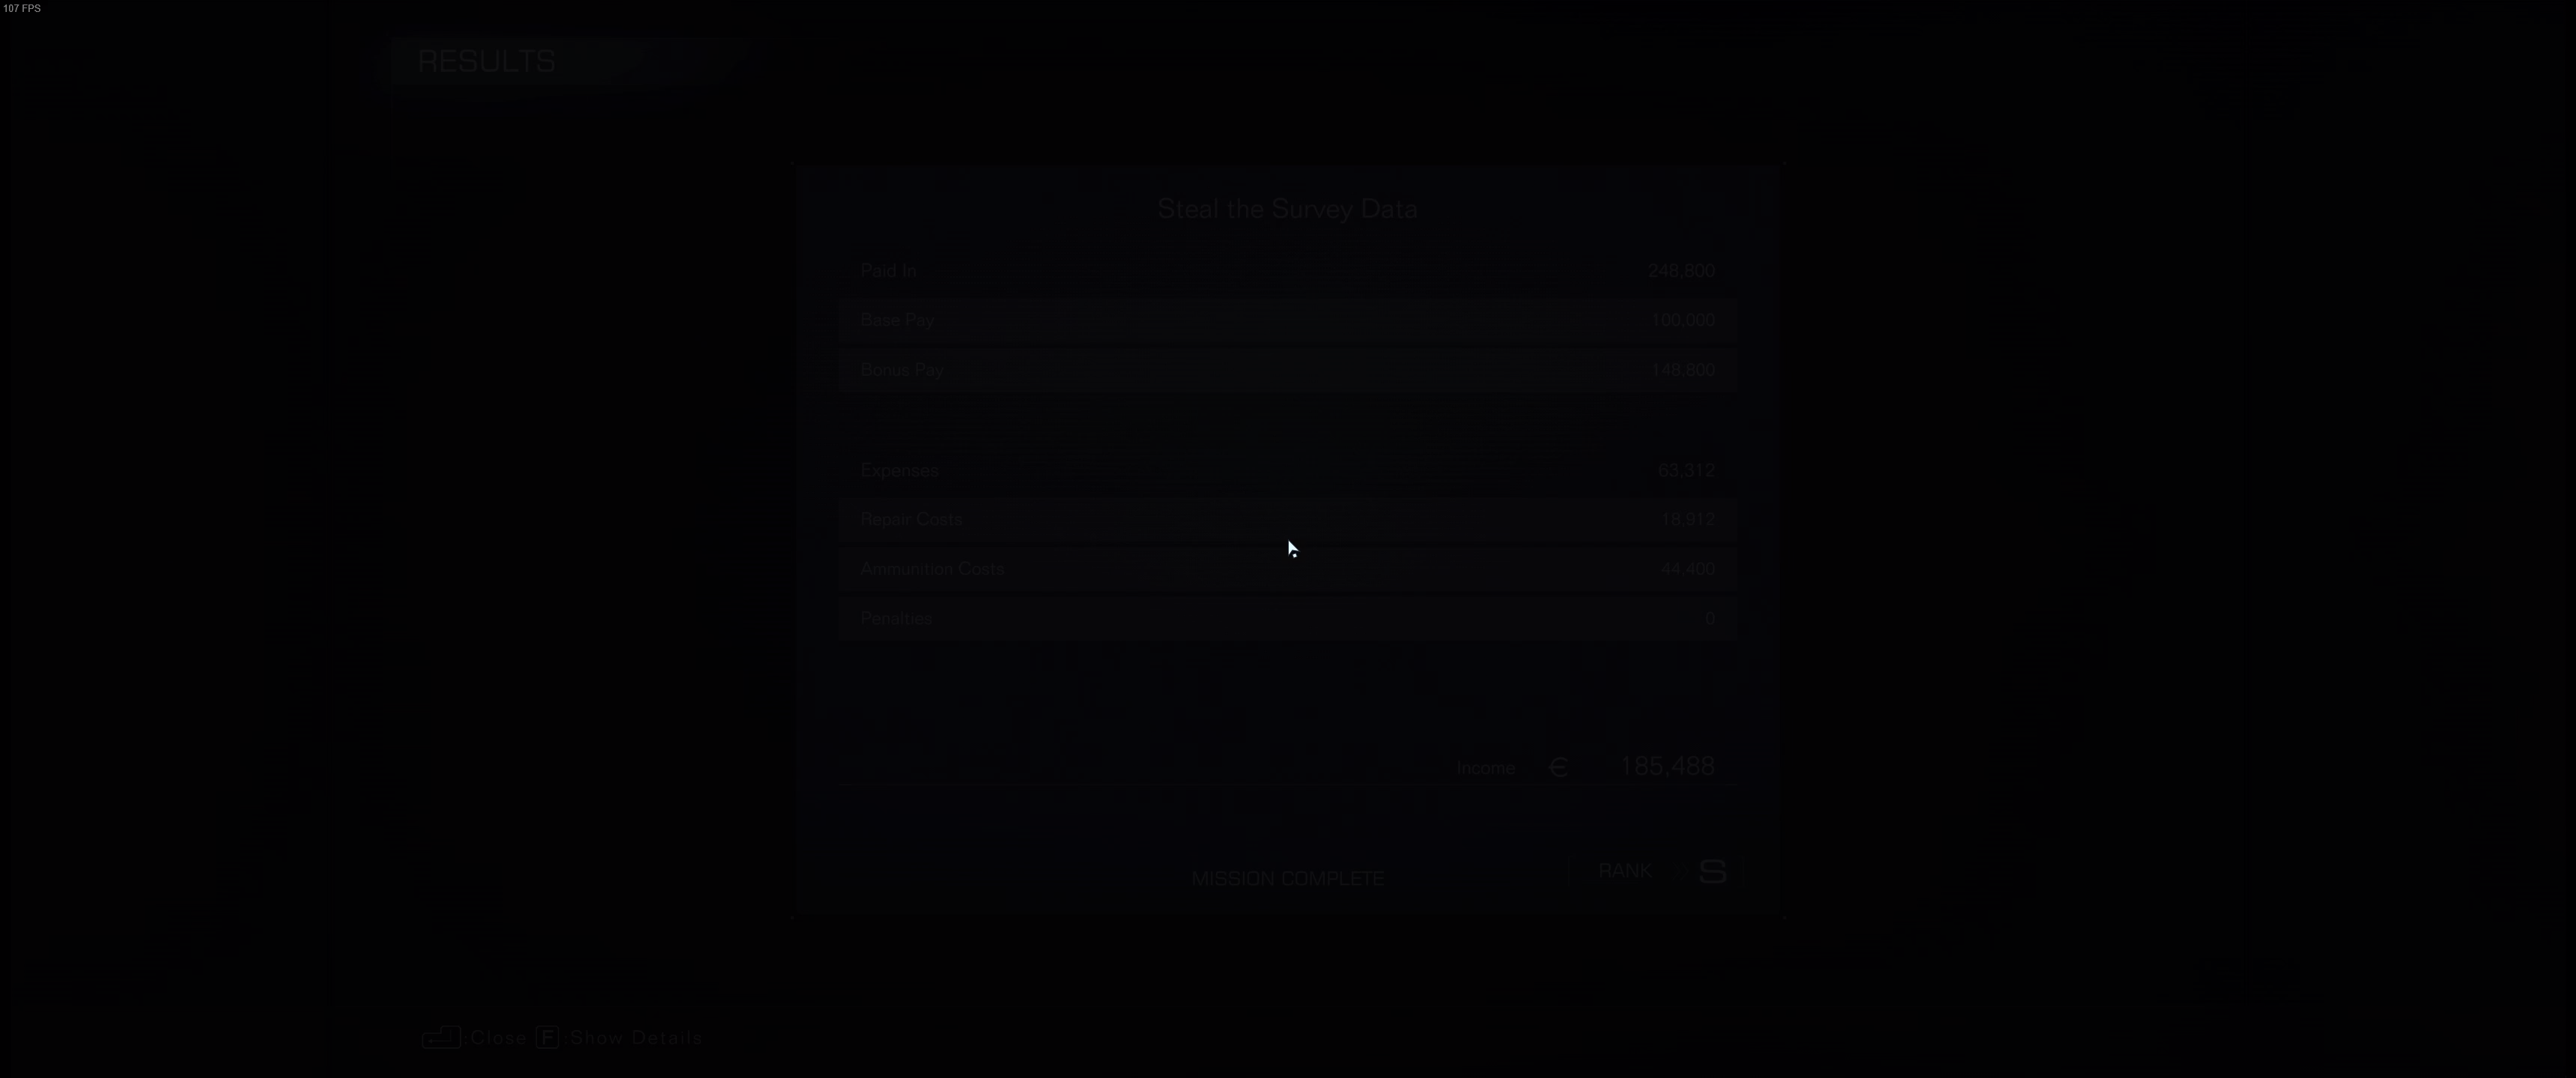 107 FPS
RESULTS
Steal the Survey Data
Paid In 248,800
Base Pay 100,000
Bonus Pay 148,800
Expenses 63,312
Repair Costs 18,912
Ammunition Costs 44,400
Penalties 0
Income € 185,488
MISSION COMPLETE
RANK S
:Close F :Show Details